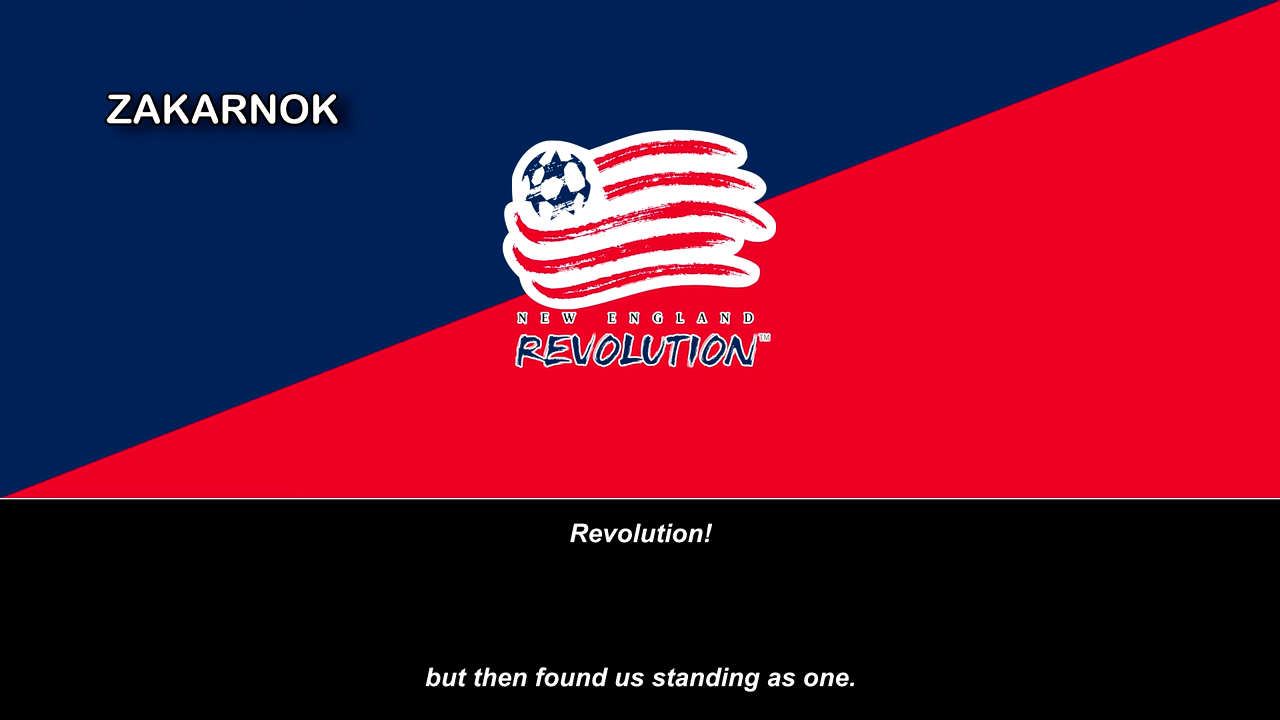 ZAKARNOK
NEW ENGLAND
REVOLUTION™
Revolution!
but then found us standing as one.